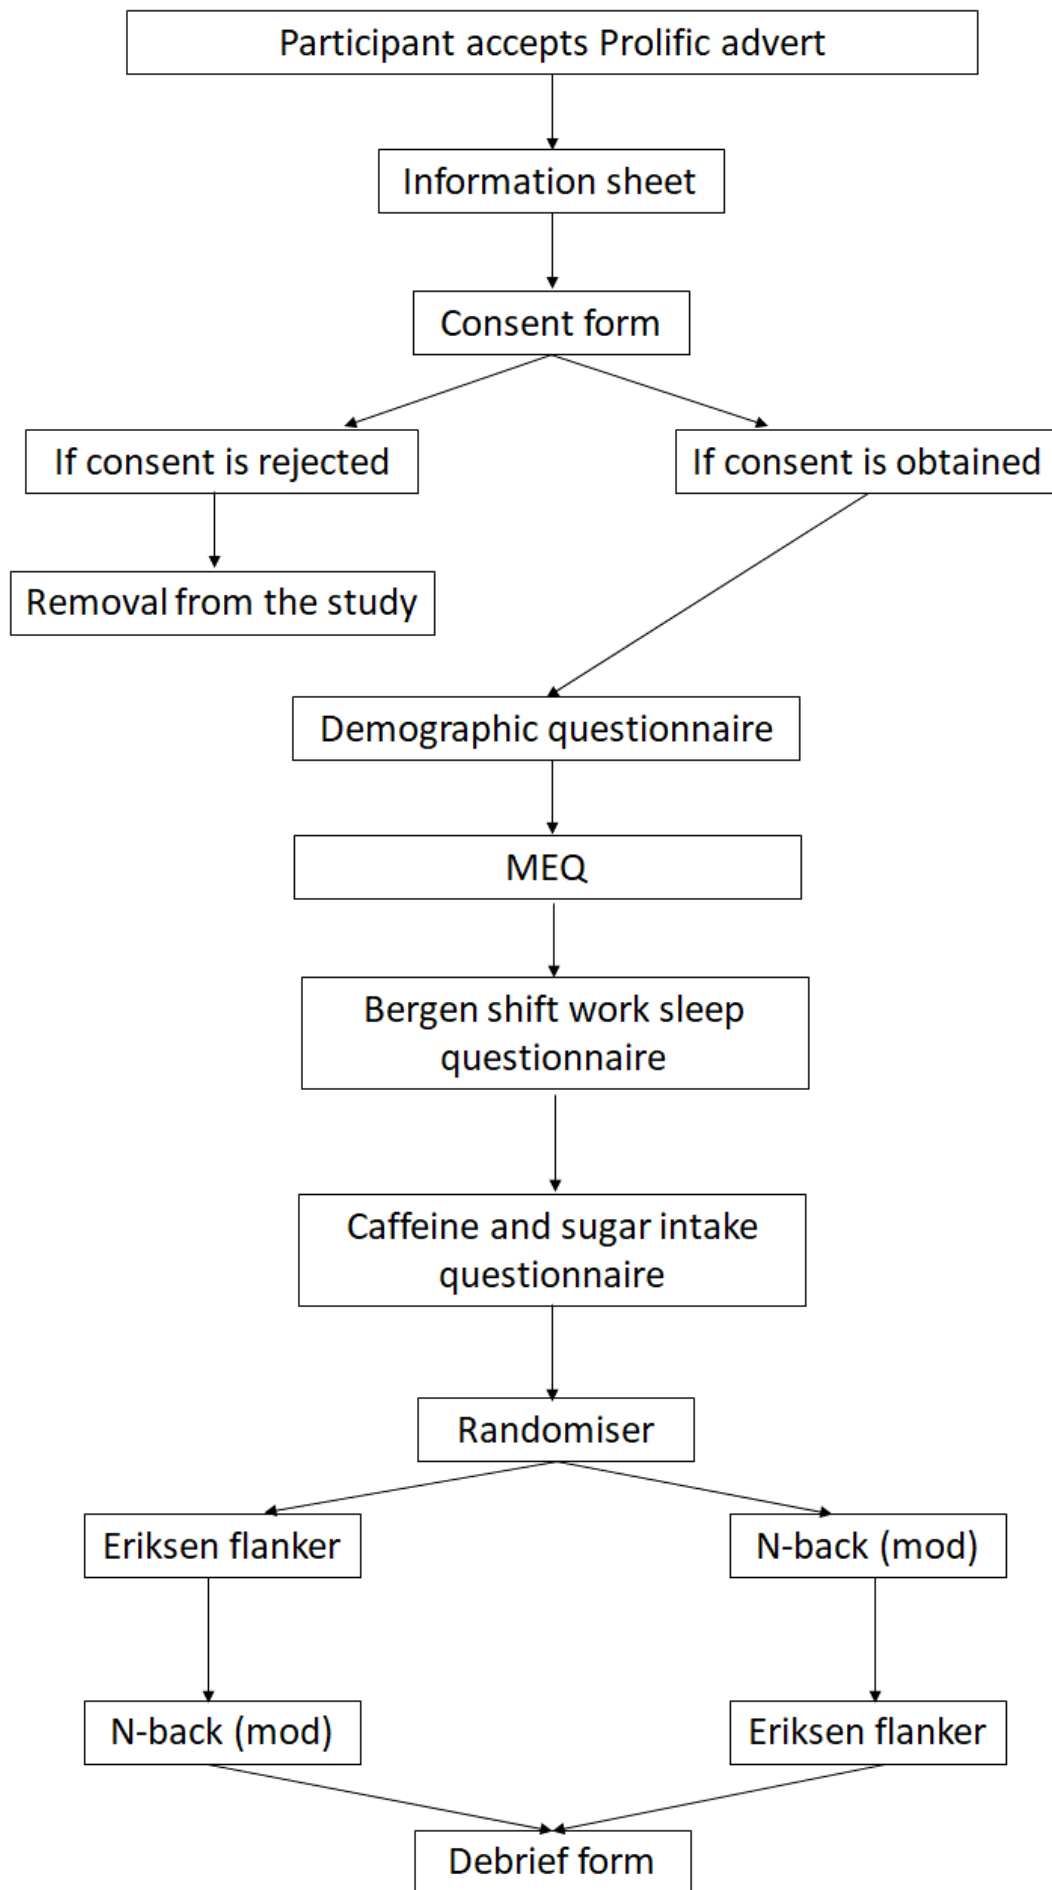 Participant accepts Prolific advert
Information sheet
Consent form
If consent is rejected
If consent is obtained
Removal from the study
Demographic questionnaire
MEQ
Bergen shift work sleep
questionnaire
Caffeine and sugar intake
questionnaire
Randomiser
Eriksen flanker
N-back (mod)
N-back (mod)
Eriksen flanker
Debrief form